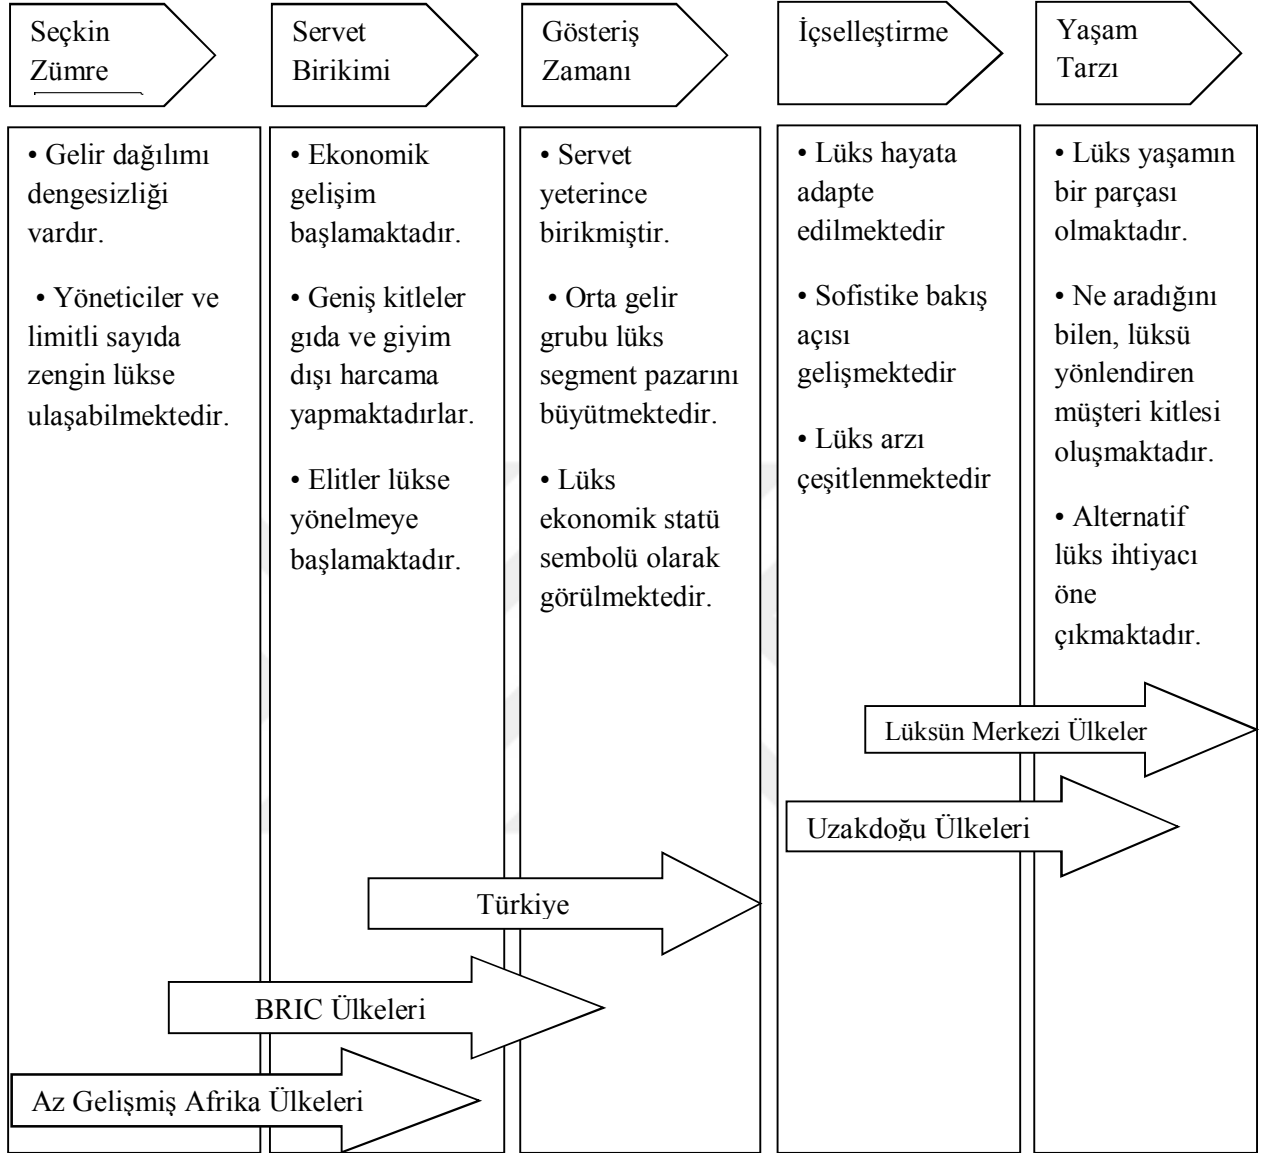 Seçkin
Zümre
Servet
Birikimi
Gösteriş
Zamanı
İçselleştirme
Yaşam
Tarzı
• Gelir dağılımı
dengesizliği
vardır.
• Yöneticiler ve
limitli sayıda
zengin lükse
ulaşabilmektedir.
• Ekonomik
gelişim
başlamaktadır.
• Geniş kitleler
gıda ve giyim
dışı harcama
yapmaktadırlar.
• Elitler lükse
yönelmeye
başlamaktadır.
• Servet
yeterince
birikmiştir.
• Orta gelir
grubu lüks
segment pazarını
büyütmektedir.
• Lüks
ekonomik statü
sembolü olarak
görülmektedir.
• Lüks hayata
adapte
edilmektedir
• Sofistike bakış
açısı
gelişmektedir
• Lüks arzı
çeşitlenmektedir
• Lüks yaşamın
bir parçası
olmaktadır.
• Ne aradığını
bilen, lüksü
yönlendiren
müşteri kitlesi
oluşmaktadır.
• Alternatif
lüks ihtiyacı
öne
çıkmaktadır.
Lüksün Merkezi Ülkeler
Uzakdoğu Ülkeleri
Türkiye
BRIC Ülkeleri
Az Gelişmiş Afrika Ülkeleri